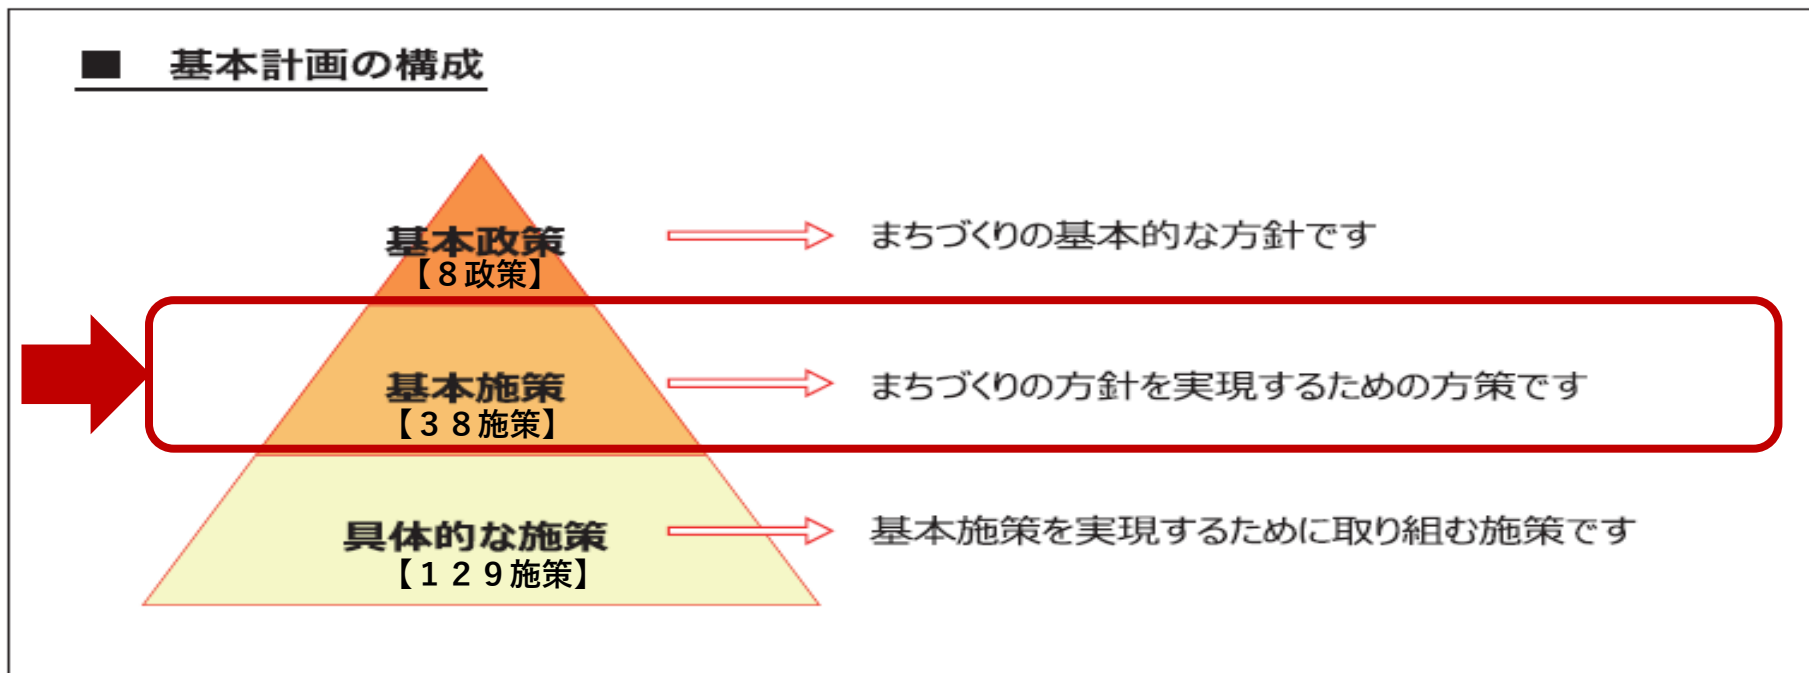 ■　基本計画の構成
基本政策
【８政策】
まちづくりの基本的な方針です
基本施策
【３８施策】
まちづくりの方針を実現するための方策です
具体的な施策
【１２９施策】
基本施策を実現するために取り組む施策です